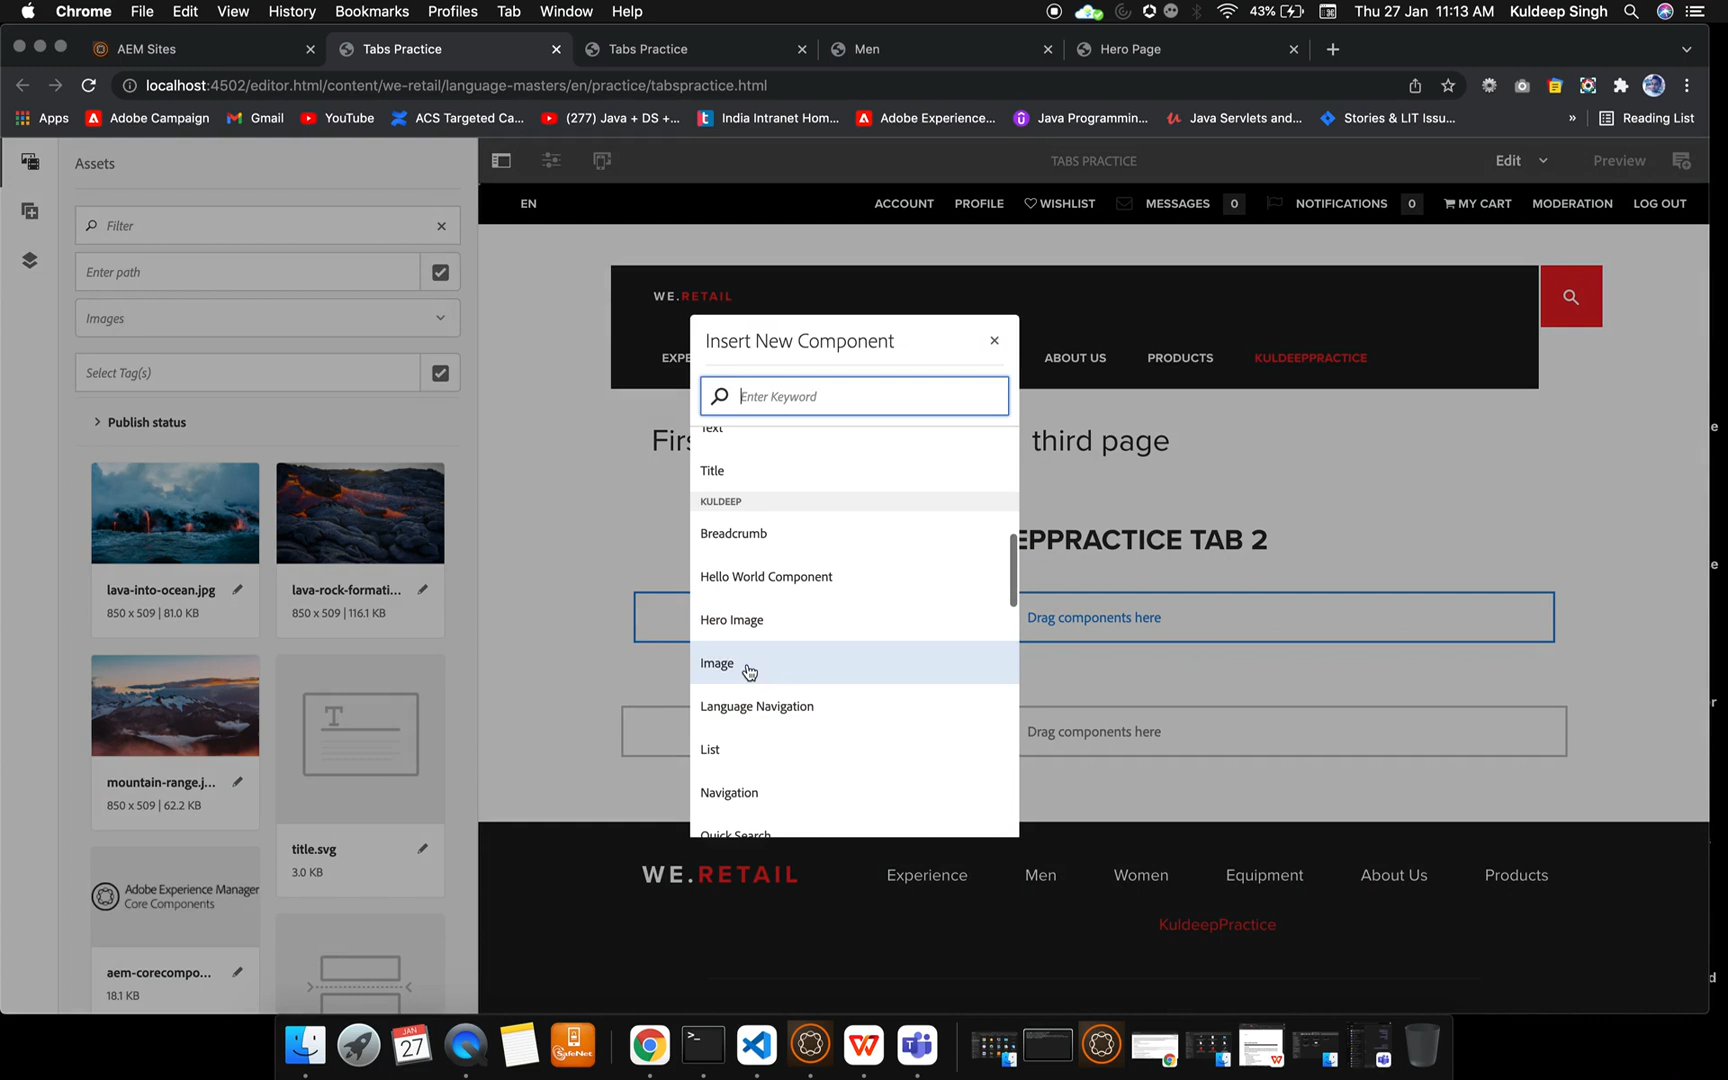 Chrome File Edit View History Bookmarks Profiles Tab Window Help
43% Thu 27 Jan 11:13 AM Kuldeep Singh
AEM Sites
Tabs Practice
Tabs Practice
Men
Hero Page
localhost:4502/editor.html/content/we-retail/language-masters/en/practice/tabspractice.html
Apps
Adobe Campaign
Gmail
YouTube
ACS Targeted Ca...
(277) Java + DS +...
India Intranet Hom...
Adobe Experience...
Java Programmin...
Java Servlets and...
Stories & LIT Issu...
»
Reading List
Assets
TABS PRACTICE
Edit
Preview
EN
ACCOUNT
PROFILE
WISHLIST
MESSAGES 0
NOTIFICATIONS 0
MY CART
MODERATION
LOG OUT
Filter
Enter path
Images
Select Tag(s)
Publish status
lava-into-ocean.jpg
850 x 509 | 81.0 KB
lava-rock-formati...
850 x 509 | 116.1 KB
mountain-range.j...
850 x 509 | 62.2 KB
T
title.svg
3.0 KB
Adobe Experience Manager
Core Components
aem-corecompo...
18.1 KB
WE.RETAIL
EXPE
ABOUT US
PRODUCTS
KULDEEPPRACTICE
Firs
third page
EPPRACTICE TAB 2
Drag components here
Drag components here
Insert New Component
Enter Keyword
Text
Title
KULDEEP
Breadcrumb
Hello World Component
Hero Image
Image
Language Navigation
List
Navigation
Quick Search
WE.RETAIL
Experience
Men
Women
Equipment
About Us
Products
KuldeepPractice
JAN
27
SafeNet